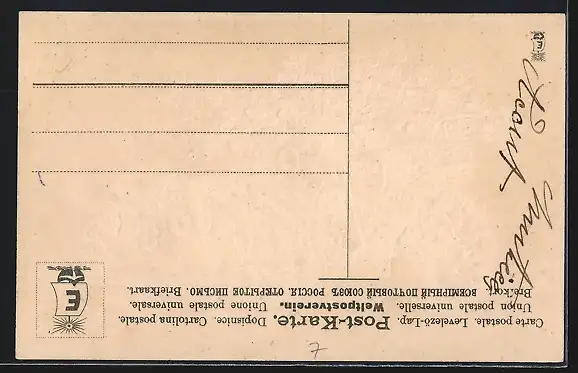 Carte postale. Levelező-Lap. Post-Karte. Dopisnice. Cartolina postale.
Union postale universelle. Weltpostverein. Unione postale universale.
Brefkort. ВСЕМІРНЫЙ ПОЧТОВЫЙ СОЮЗЪ. РОССІЯ. ОТКРЫТОЕ ПИСЬМО. Briefkaart.
E
E
7